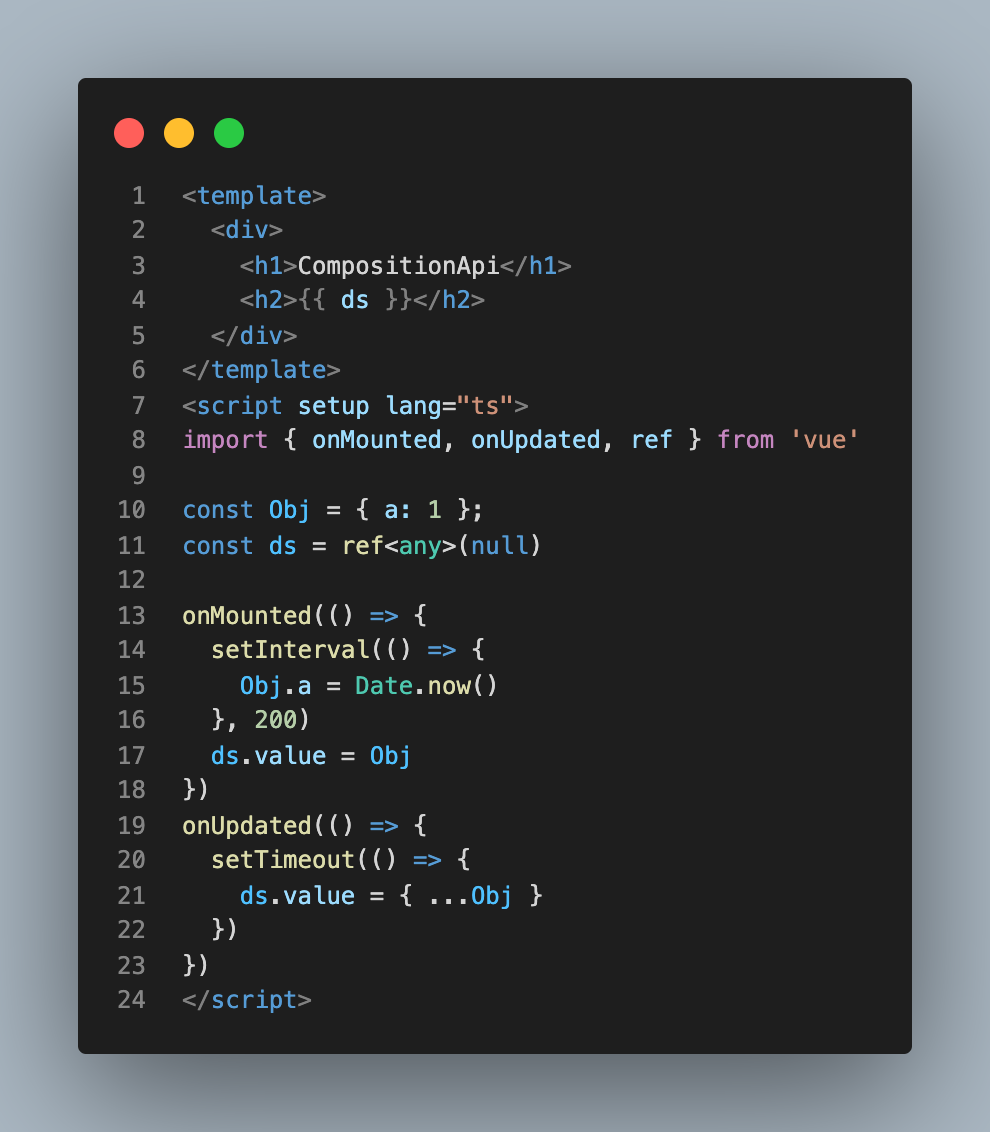 1 <template>
2   <div>
3     <h1>CompositionApi</h1>
4     <h2>{{ ds }}</h2>
5   </div>
6 </template>
7 <script setup lang="ts">
8 import { onMounted, onUpdated, ref } from 'vue'
9
10 const Obj = { a: 1 };
11 const ds = ref<any>(null)
12
13 onMounted(() => {
14   setInterval(() => {
15     Obj.a = Date.now()
16   }, 200)
17   ds.value = Obj
18 })
19 onUpdated(() => {
20   setTimeout(() => {
21     ds.value = { ...Obj }
22   })
23 })
24 </script>